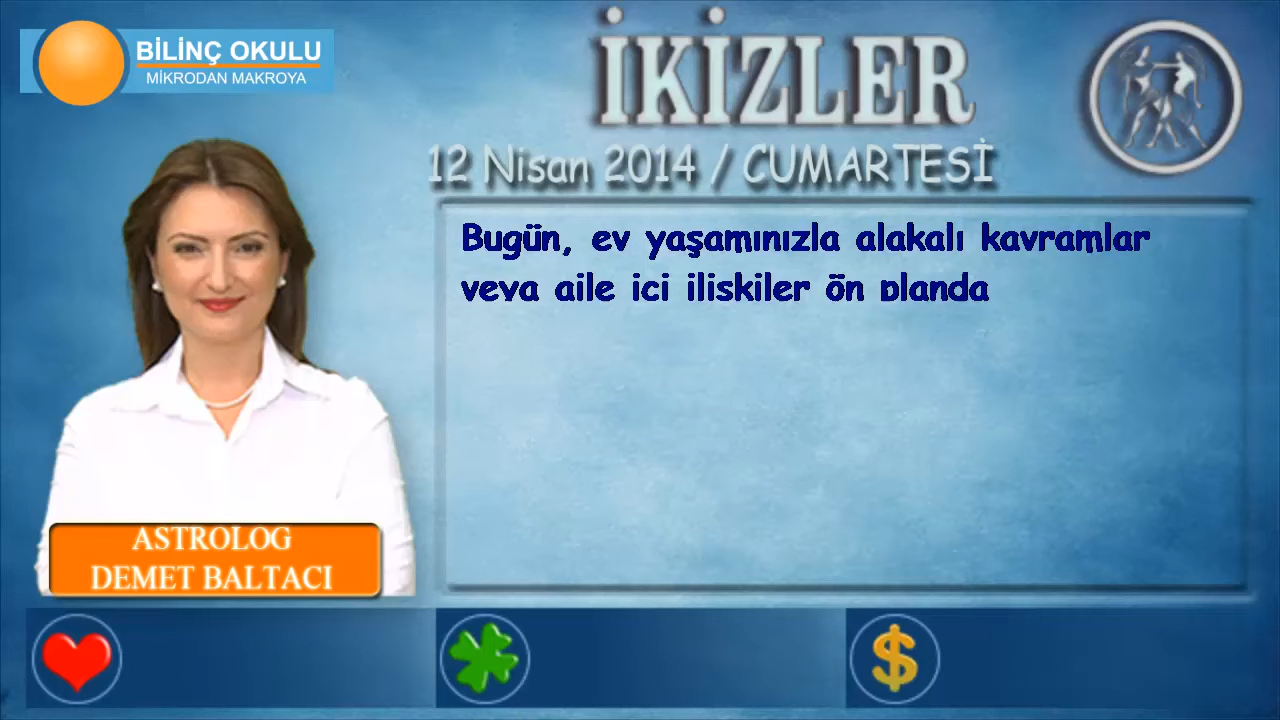 BİLİNÇ OKULU
MİKRODAN MAKROYA
İKİZLER
12 Nisan 2014 / CUMARTESİ
Bugün, ev yaşamınızla alakalı kavramlar
veya aile içi ilişkiler ön planda
ASTROLOG
DEMET BALTACI
$